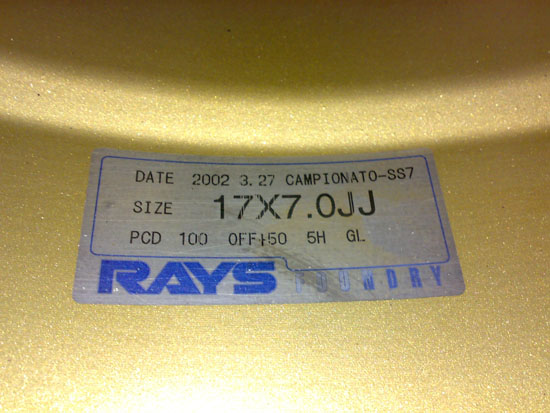 DATE 2002 3.27 CAMPIONATO-SS7
SIZE 17X7.0JJ
PCD 100 OFF+50 5H GL
RAYS FOUNDRY